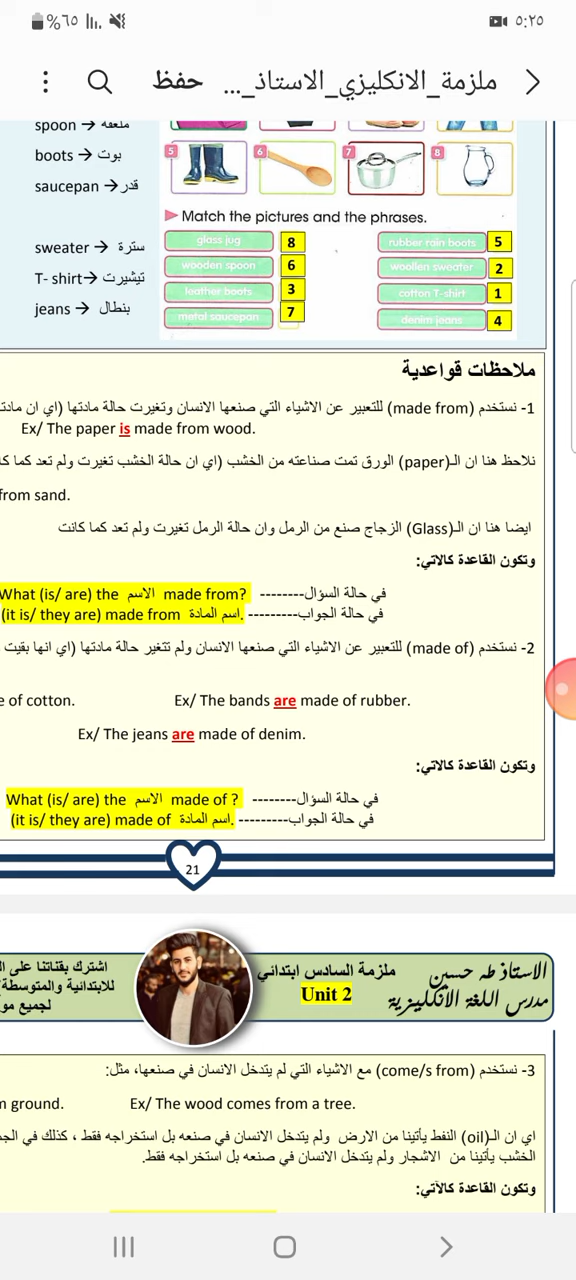 ٥:٢٥
%٦٥
ملزمة_الانكليزي_الاستاذ_...
حفظ
spoon → ملعقة
boots → بوت
saucepan → قدر
5 6 7 8
Match the pictures and the phrases.
glass jug 8 rubber rain boots 5
sweater → سترة
wooden spoon 6 woollen sweater 2
T- shirt → تيشيرت
leather boots 3 cotton T-shirt 1
jeans → بنطال
metal saucepan 7 denim jeans 4
ملاحظات قواعدية
1- نستخدم (made from) للتعبير عن الاشياء التي صنعها الانسان وتغيرت حالة مادتها (اي ان مادت
Ex/ The paper is made from wood.
نلاحظ هنا ان الـ(paper) الورق تمت صناعته من الخشب (اي ان حالة الخشب تغيرت ولم تعد كما ك
from sand.
ايضا هنا ان الـ(Glass) الزجاج صنع من الرمل وان حالة الرمل تغيرت ولم تعد كما كانت
وتكون القاعدة كالاتي:
في حالة السؤال-------- What (is/ are) the الاسم made from?
في حالة الجواب--------- (it is/ they are) made from اسم المادة.
2- نستخدم (made of) للتعبير عن الاشياء التي صنعها الانسان ولم تتغير حالة مادتها (اي انها بقيت
e of cotton. Ex/ The bands are made of rubber.
Ex/ The jeans are made of denim.
وتكون القاعدة كالاتي:
في حالة السؤال-------- What (is/ are) the الاسم made of ?
في حالة الجواب--------- (it is/ they are) made of اسم المادة.
21
الاستاذ طه حسين
مدرس اللغة الانكليزية
ملزمة السادس ابتدائي
Unit 2
اشترك بقناتنا على ا
للابتدائية والمتوسطة
لجميع مو
3- نستخدم (come/s from) مع الاشياء التي لم يتدخل الانسان في صنعها، مثل:
m ground. Ex/ The wood comes from a tree.
اي ان الـ(oil) النفط يأتينا من الارض ولم يتدخل الانسان في صنعه بل استخراجه فقط ، كذلك في الج
الخشب يأتينا من الاشجار ولم يتدخل الانسان في صنعه بل استخراجه فقط.
وتكون القاعدة كالآتي: